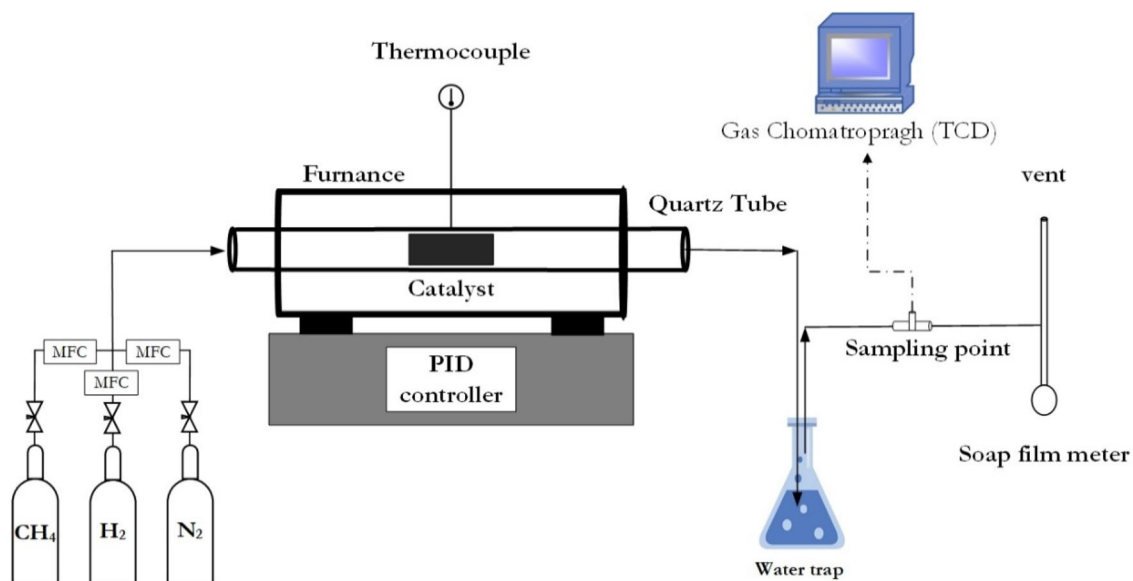 Thermocouple
Gas Chomatropragh (TCD)
Furnance
vent
Quartz Tube
Catalyst
Sampling point
MFC
MFC
MFC
PID
controller
Soap film meter
CH₄
H₂
N₂
Water trap